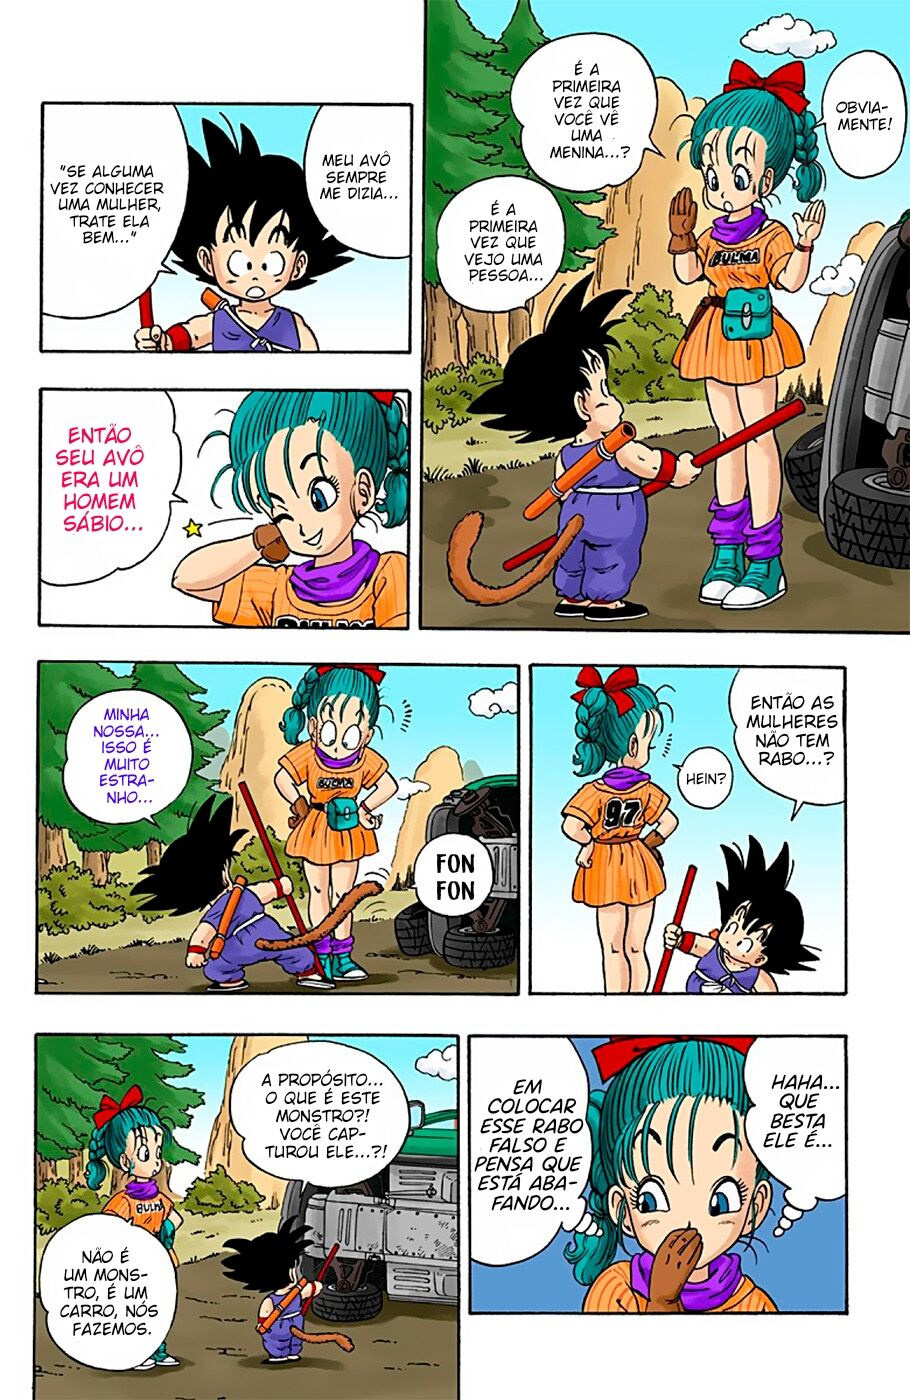 OBVIA-
MENTE!
É A
PRIMEIRA
VEZ QUE
VOCÊ VÊ
UMA
MENINA...?
É A
PRIMEIRA
VEZ QUE
VEJO UMA
PESSOA...
BULMA
MEU AVÔ
SEMPRE
ME DIZIA...
"SE ALGUMA
VEZ CONHECER
UMA MULHER,
TRATE ELA
BEM..."
ENTÃO
SEU AVÔ
ERA UM
HOMEM
SÁBIO...
ENTÃO AS
MULHERES
NÃO TEM
RABO...?
HEIN?
97
MINHA
NOSSA...
ISSO É
MUITO
ESTRA-
NHO...
BULMA
FON
FON
HAHA...
QUE
BESTA
ELE É...
EM
COLOCAR
ESSE RABO
FALSO E
PENSA QUE
ESTÁ ABA-
FANDO...
A PROPÓSITO...
O QUE É ESTE
MONSTRO?!
VOCÊ CAP-
TUROU ELE...?!
BULMA
NÃO É
UM MONS-
TRO, É UM
CARRO, NÓS
FAZEMOS.